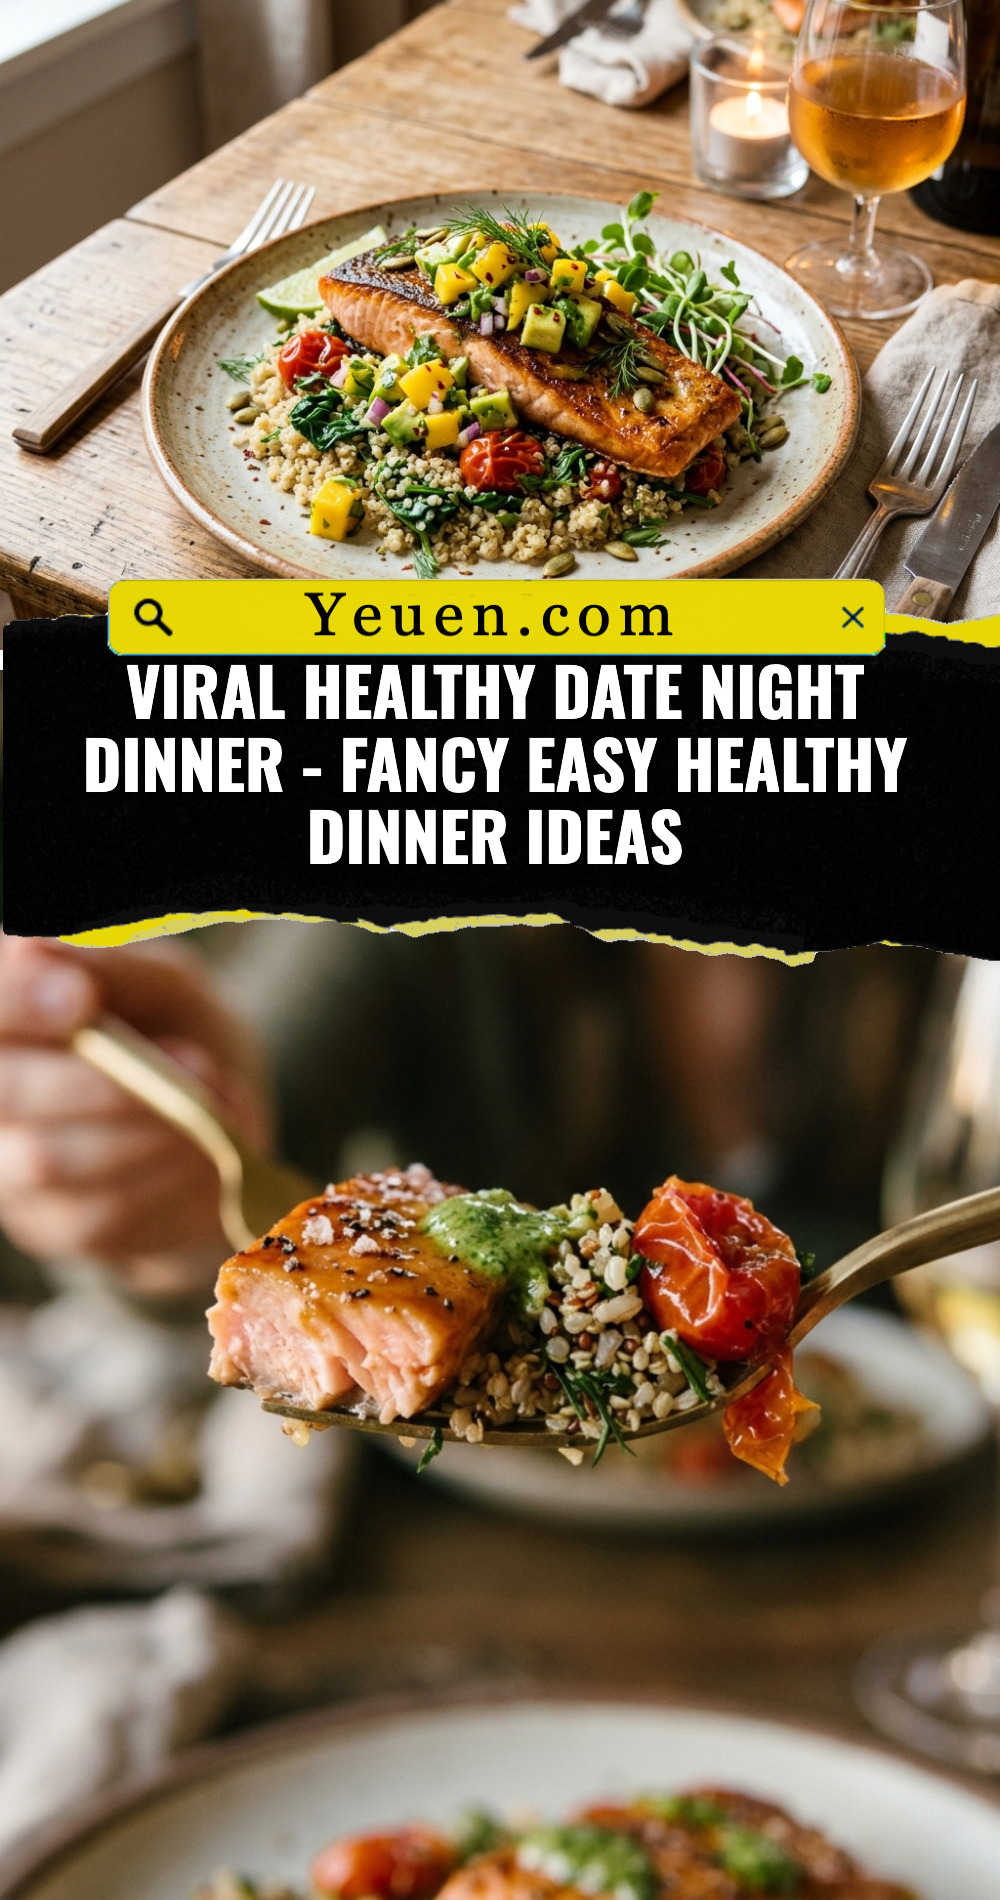 Yeuen.com
VIRAL HEALTHY DATE NIGHT
DINNER - FANCY EASY HEALTHY
DINNER IDEAS